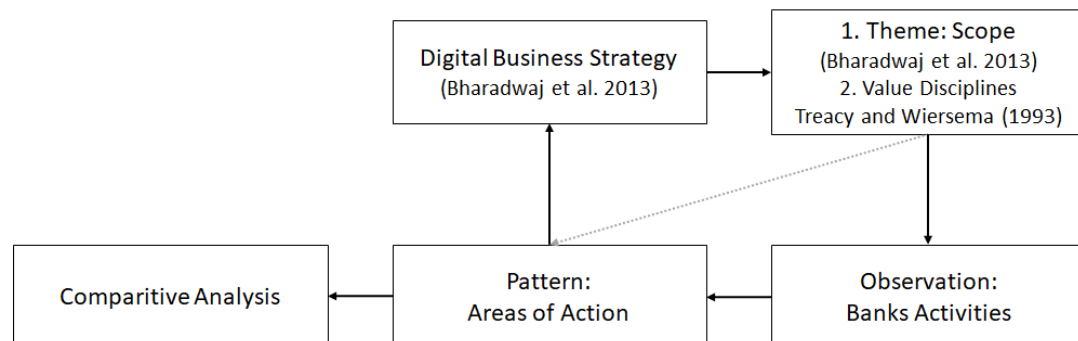 Digital Business Strategy
(Bharadwaj et al. 2013)
1. Theme: Scope
(Bharadwaj et al. 2013)
2. Value Disciplines
Treacy and Wiersema (1993)
Comparitive Analysis
Pattern:
Areas of Action
Observation:
Banks Activities